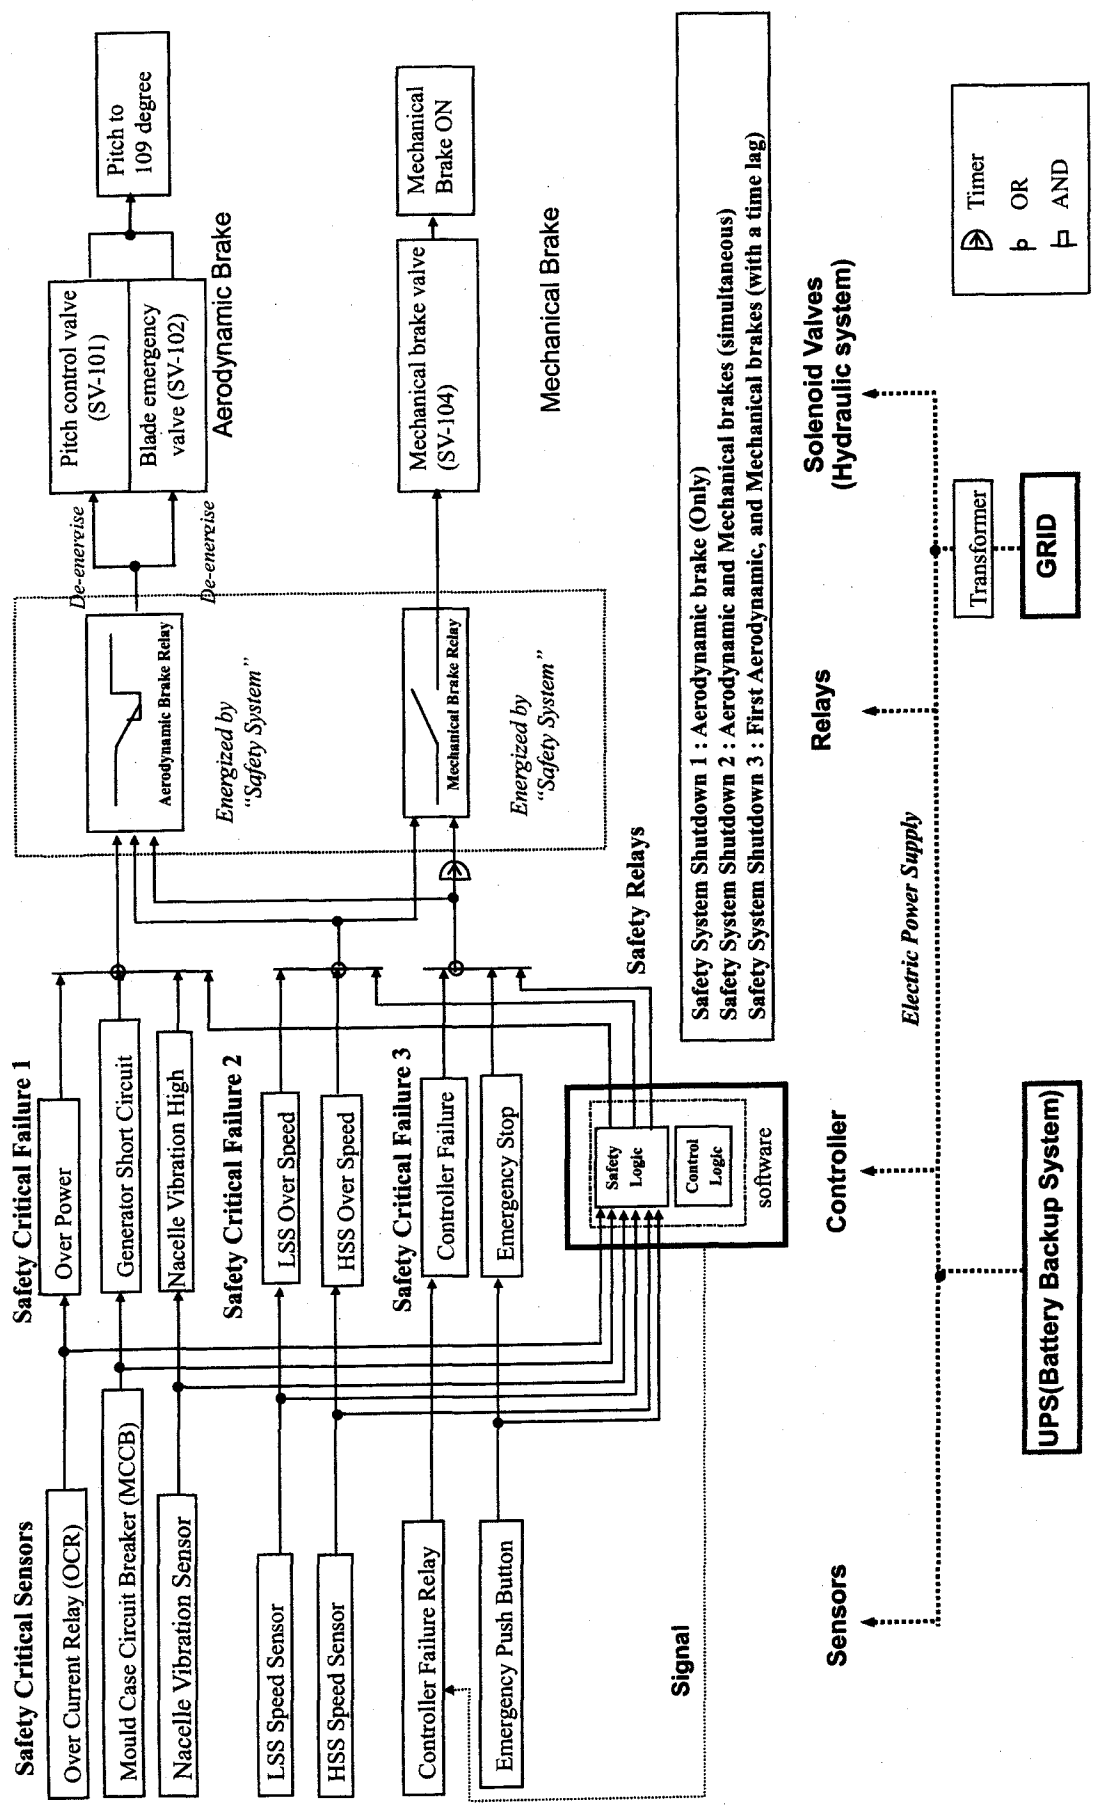 Safety Critical Sensors
Over Current Relay (OCR)
Mould Case Circuit Breaker (MCCB)
Nacelle Vibration Sensor
LSS Speed Sensor
HSS Speed Sensor
Controller Failure Relay
Emergency Push Button
Signal
Safety Critical Failure 1
Over Power
Generator Short Circuit
Nacelle Vibration High
Safety Critical Failure 2
LSS Over Speed
HSS Over Speed
Safety Critical Failure 3
Controller Failure
Emergency Stop
Safety
Logic
Control
Logic
software
Aerodynamic Brake Relay
Energized by
“Safety System”
Mechanical Brake Relay
Energized by
“Safety System”
Safety Relays
De-energise
De-energise
Pitch control valve
(SV-101)
Blade emergency
valve (SV-102)
Aerodynamic Brake
Pitch to
109 degree
Mechanical brake valve
(SV-104)
Mechanical
Brake ON
Mechanical Brake
Safety System Shutdown 1 : Aerodynamic brake (Only)
Safety System Shutdown 2 : Aerodynamic and Mechanical brakes (simultaneous)
Safety System Shutdown 3 : First Aerodynamic, and Mechanical brakes (with a time lag)
Sensors
Controller
Relays
Solenoid Valves
(Hydraulic system)
Electric Power Supply
UPS(Battery Backup System)
Transformer
GRID
Timer
OR
AND